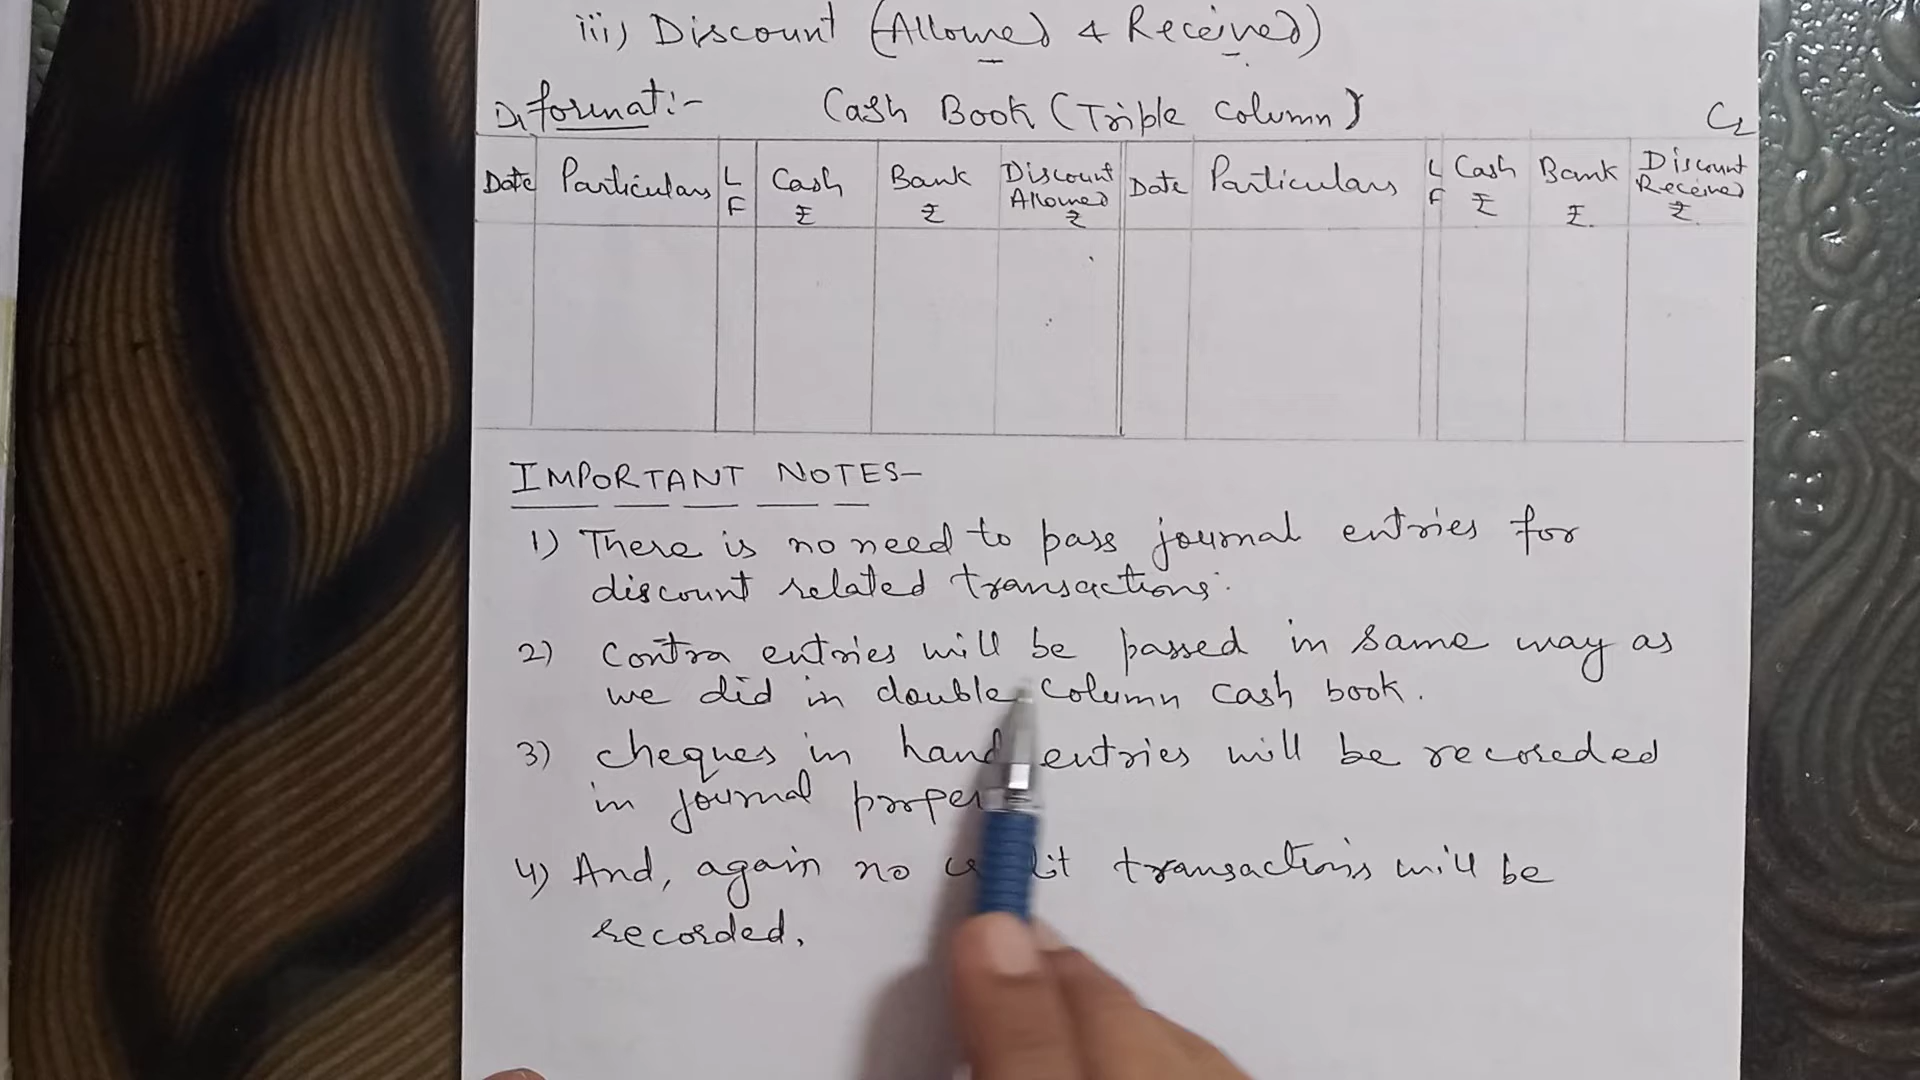 iii) Discount (Allowed & Received)
Dr format:- Cash Book (Triple Column) Cr
Date Particulars L F Cash ₹ Bank ₹ Discount Allowed ₹ Date Particulars L F Cash ₹ Bank ₹ Discount Received ₹
IMPORTANT NOTES-
1) There is no need to pass journal entries for
discount related transactions.
2) Contra entries will be passed in same way as
we did in double column cash book.
3) cheques in hand entries will be recorded
in journal proper
4) And, again no credit transactions will be
recorded.